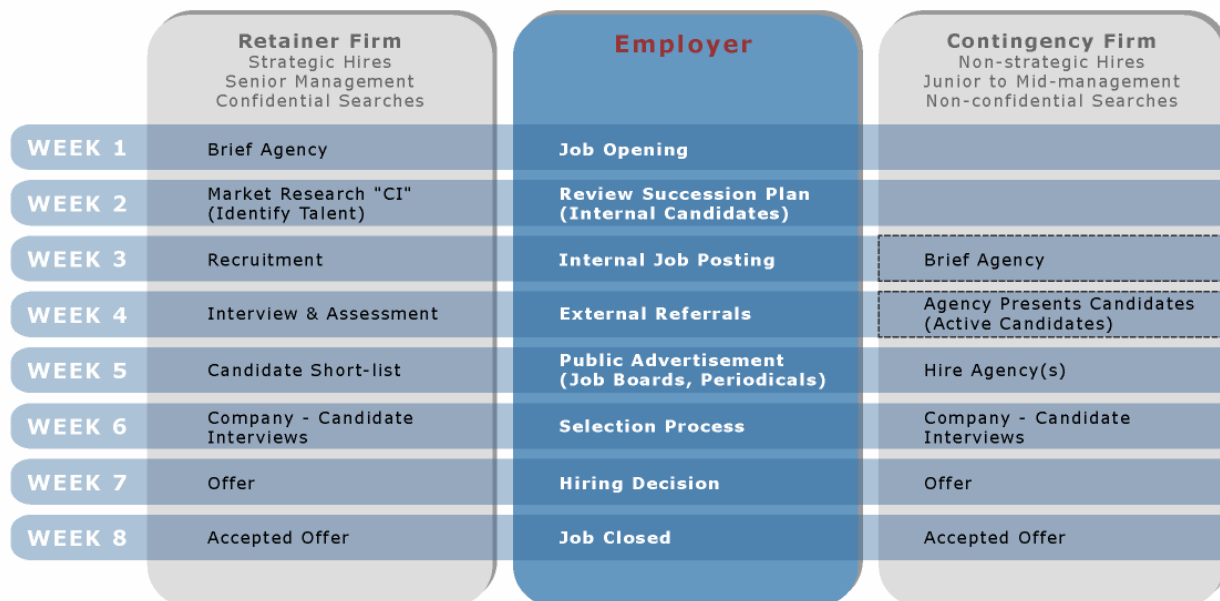 Retainer Firm
Strategic Hires
Senior Management
Confidential Searches
Employer
Contingency Firm
Non-strategic Hires
Junior to Mid-management
Non-confidential Searches
WEEK 1
Brief Agency
Job Opening
WEEK 2
Market Research "CI"
(Identify Talent)
Review Succession Plan
(Internal Candidates)
WEEK 3
Recruitment
Internal Job Posting
Brief Agency
WEEK 4
Interview & Assessment
External Referrals
Agency Presents Candidates
(Active Candidates)
WEEK 5
Candidate Short-list
Public Advertisement
(Job Boards, Periodicals)
Hire Agency(s)
WEEK 6
Company - Candidate
Interviews
Selection Process
Company - Candidate
Interviews
WEEK 7
Offer
Hiring Decision
Offer
WEEK 8
Accepted Offer
Job Closed
Accepted Offer